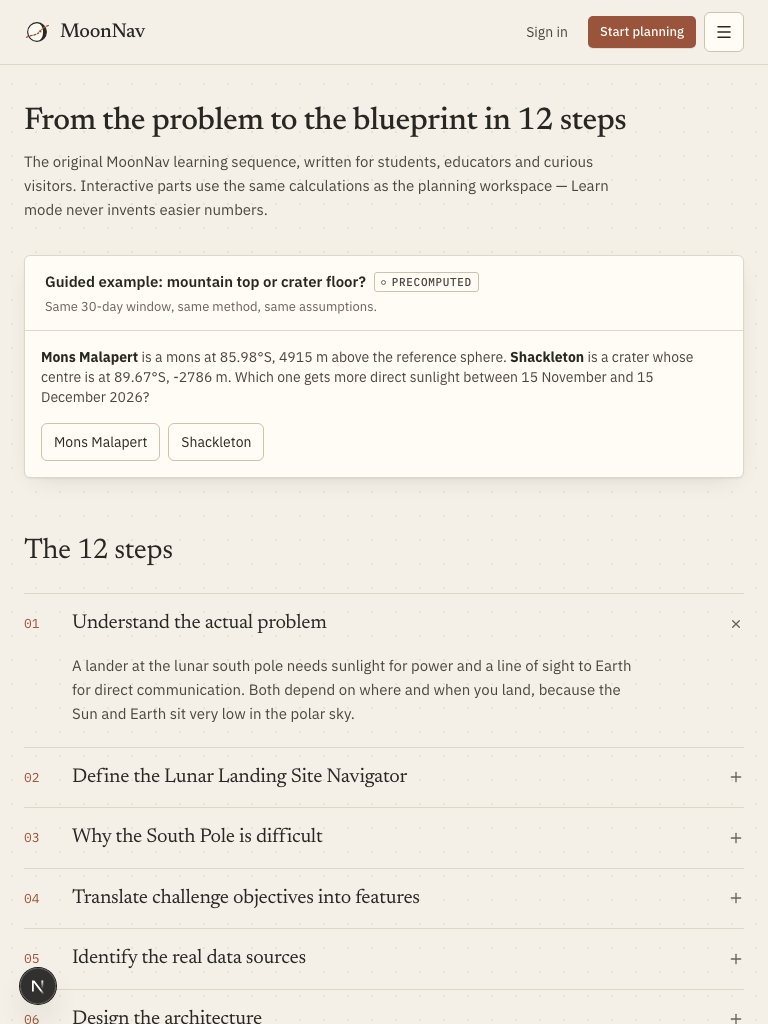 MoonNav
Sign in
Start planning
From the problem to the blueprint in 12 steps
The original MoonNav learning sequence, written for students, educators and curious
visitors. Interactive parts use the same calculations as the planning workspace — Learn
mode never invents easier numbers.
Guided example: mountain top or crater floor?
PRECOMPUTED
Same 30-day window, same method, same assumptions.
Mons Malapert is a mons at 85.98°S, 4915 m above the reference sphere. Shackleton is a crater whose
centre is at 89.67°S, -2786 m. Which one gets more direct sunlight between 15 November and 15
December 2026?
Mons Malapert
Shackleton
The 12 steps
01 Understand the actual problem
A lander at the lunar south pole needs sunlight for power and a line of sight to Earth
for direct communication. Both depend on where and when you land, because the
Sun and Earth sit very low in the polar sky.
02 Define the Lunar Landing Site Navigator
03 Why the South Pole is difficult
04 Translate challenge objectives into features
05 Identify the real data sources
N
06 Design the architecture